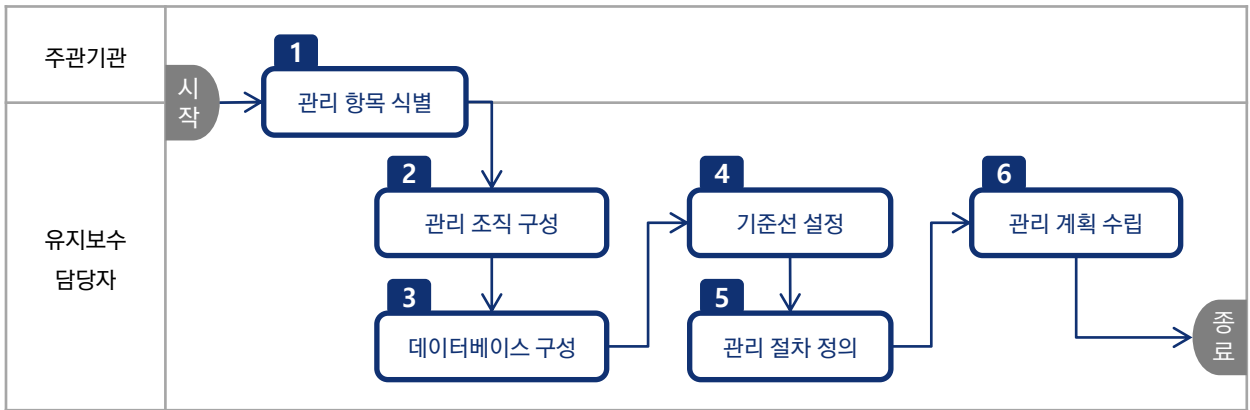 주관기관
시
작
1
관리 항목 식별
유지보수
담당자
2
관리 조직 구성
3
데이터베이스 구성
4
기준선 설정
5
관리 절차 정의
6
관리 계획 수립
종
료